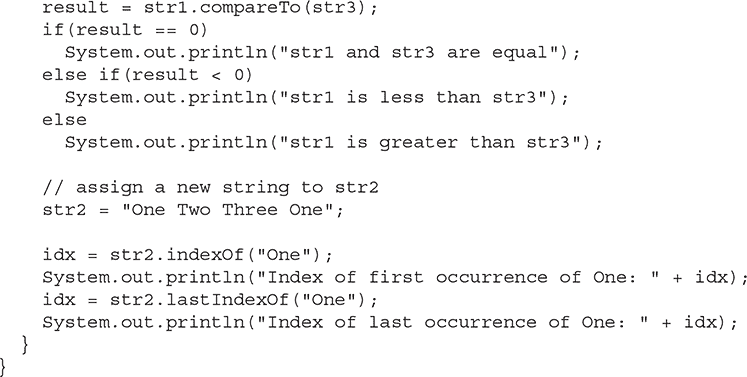 result = str1.compareTo(str3);
if(result == 0)
System.out.println("str1 and str3 are equal");
else if(result < 0)
System.out.println("str1 is less than str3");
else
System.out.println("str1 is greater than str3");
// assign a new string to str2
str2 = "One Two Three One";
idx = str2.indexOf("One");
System.out.println("Index of first occurrence of One: " + idx);
idx = str2.lastIndexOf("One");
System.out.println("Index of last occurrence of One: " + idx);
}
}